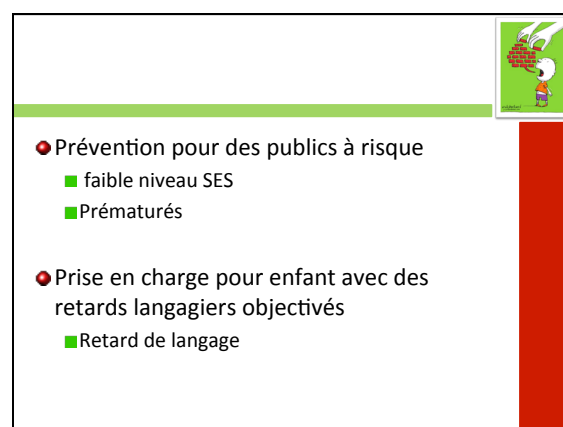 Prévention pour des publics à risque
faible niveau SES
Prématurés
Prise en charge pour enfant avec des
retards langagiers objectivés
Retard de langage